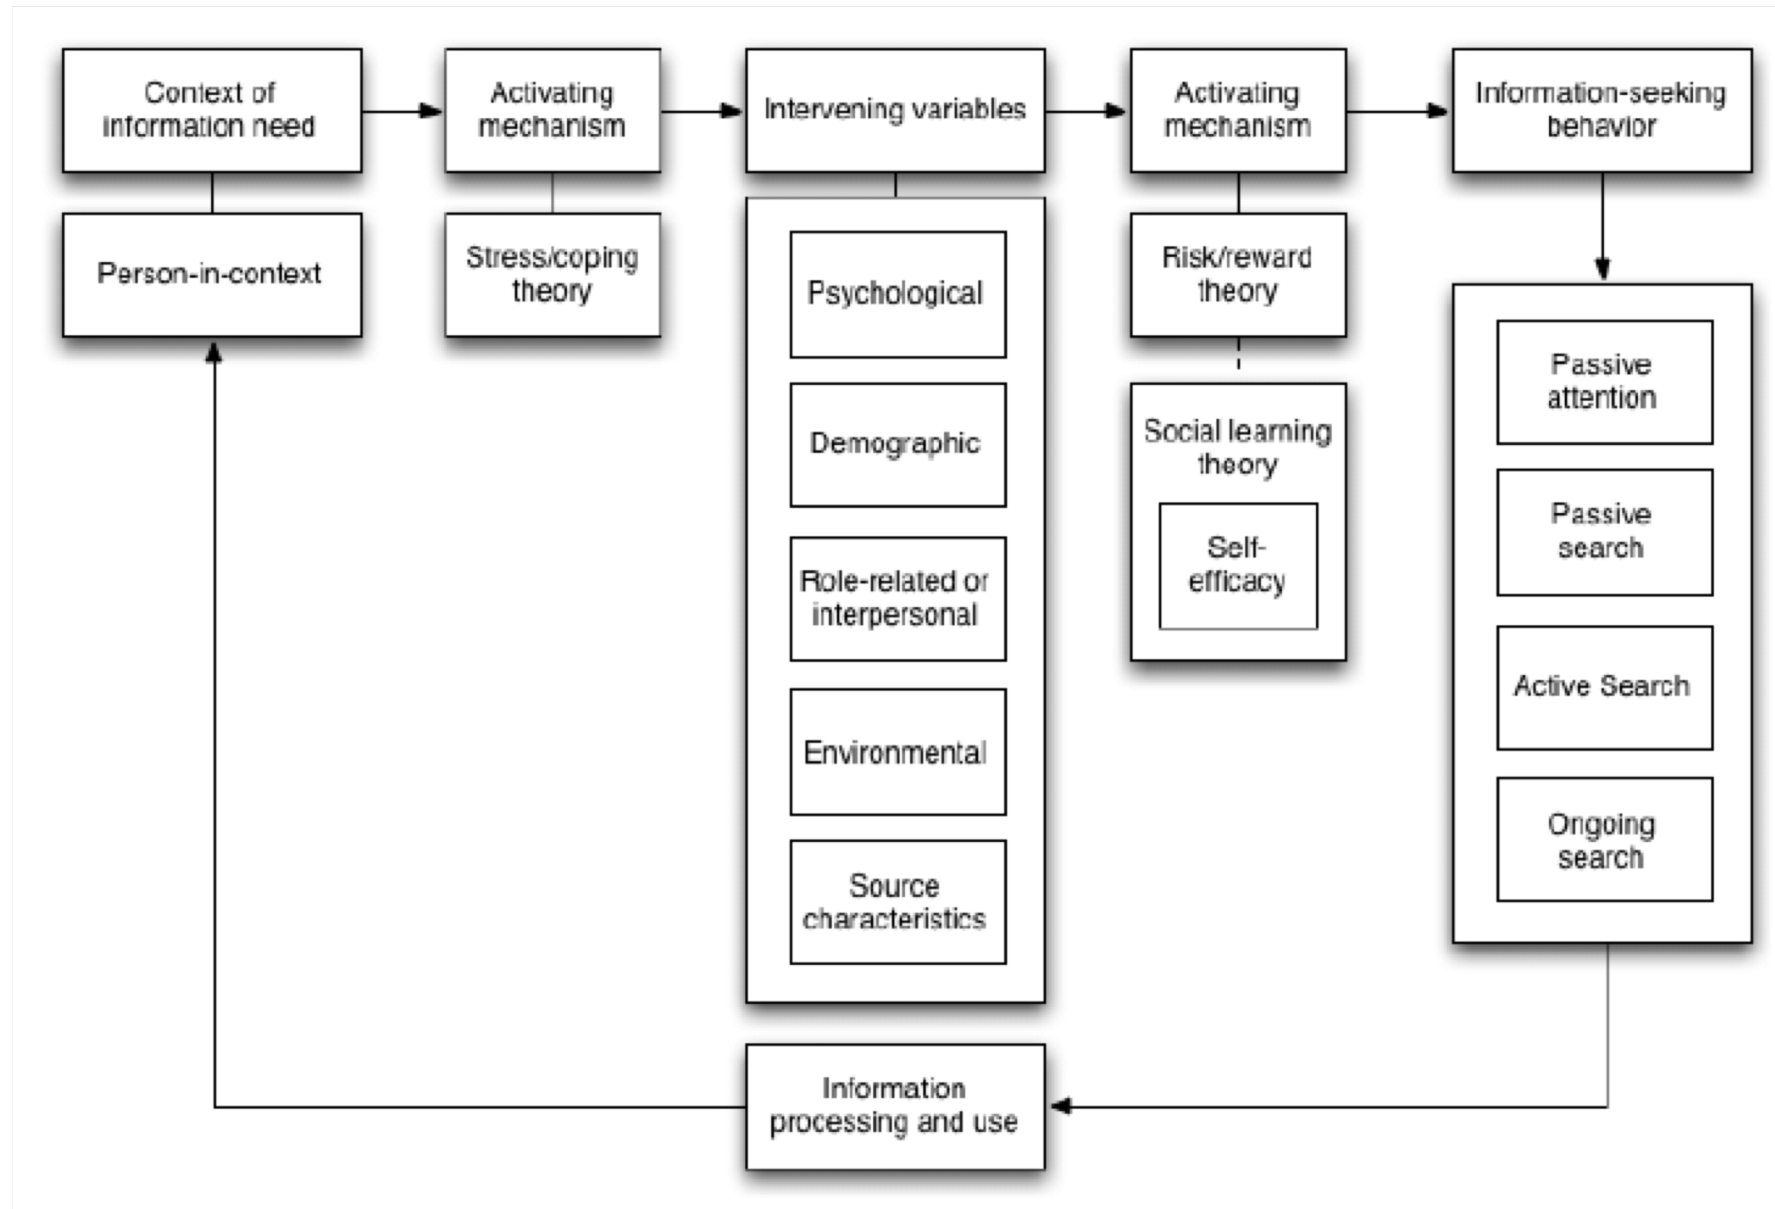 Context of
information need
Activating
mechanism
Intervening variables
Activating
mechanism
Information-seeking
behavior
Person-in-context
Stress/coping
theory
Psychological
Demographic
Role-related or
interpersonal
Environmental
Source
characteristics
Risk/reward
theory
Social learning
theory
Self-
efficacy
Passive
attention
Passive
search
Active Search
Ongoing
search
Information
processing and use